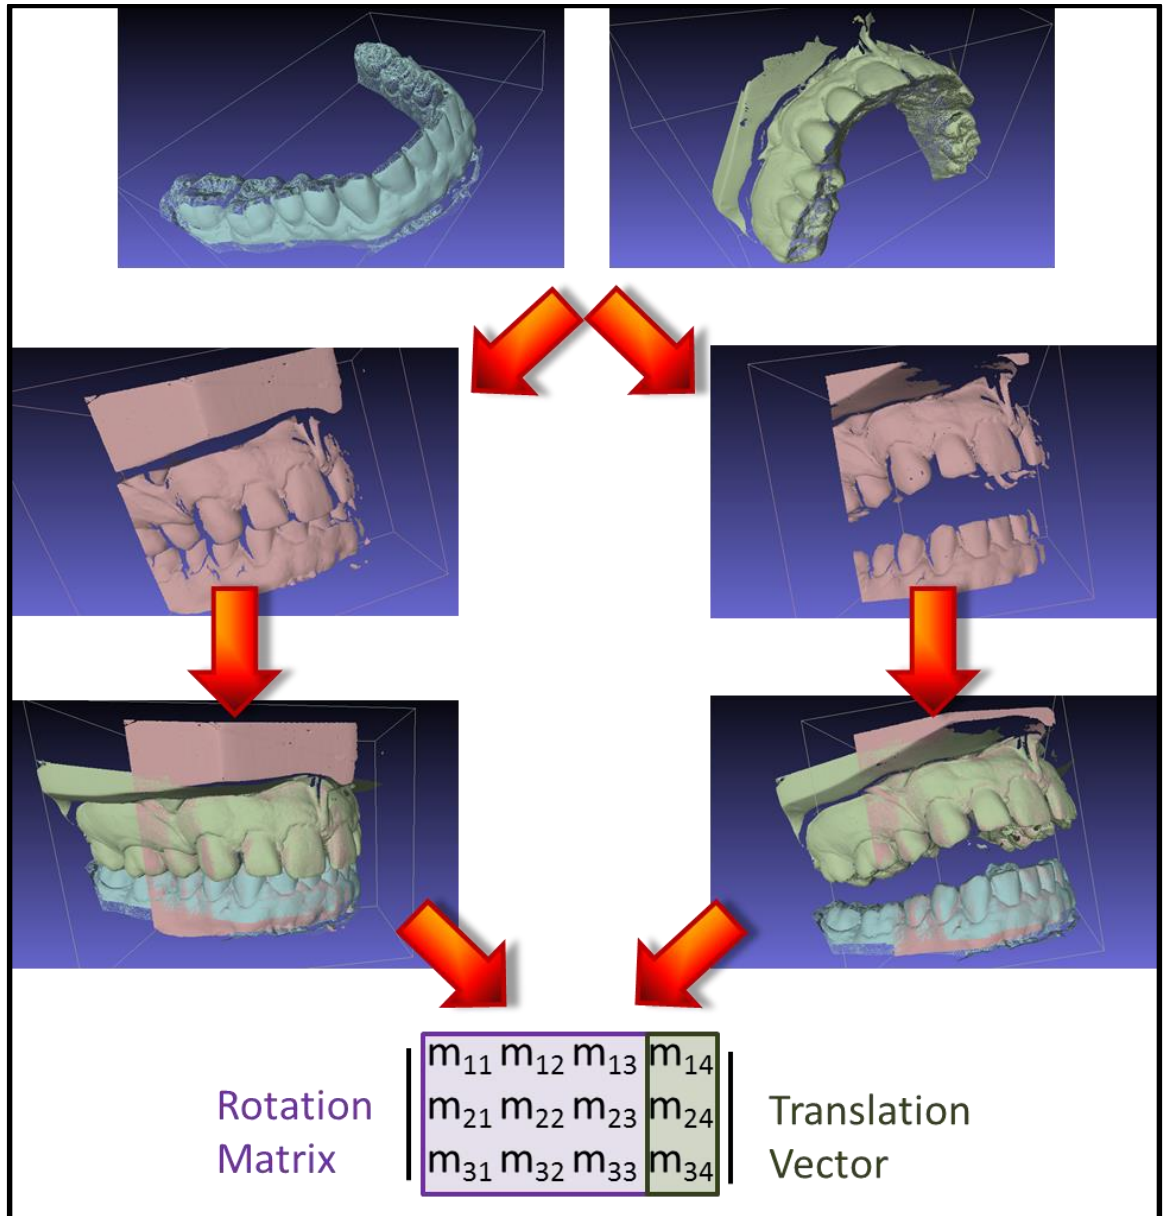 m11 m12 m13 m14
m21 m22 m23 m24
m31 m32 m33 m34
Rotation
Matrix
Translation
Vector